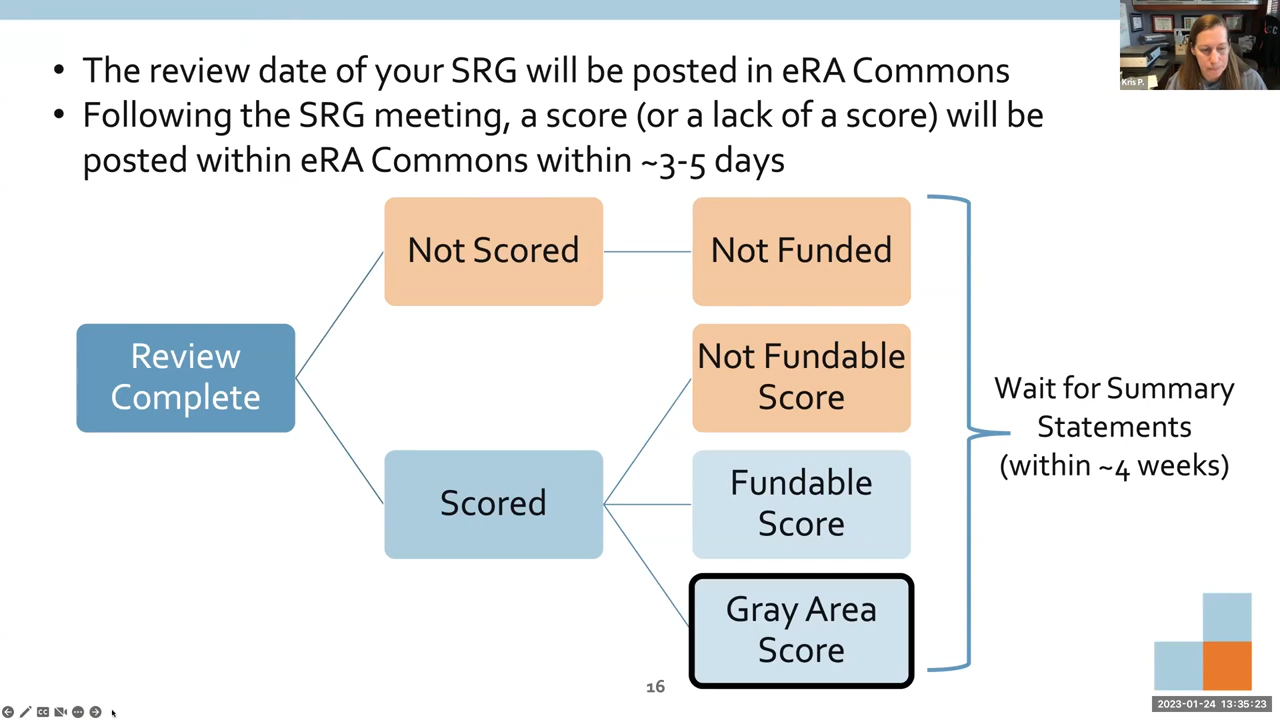 • The review date of your SRG will be posted in eRA Commons
• Following the SRG meeting, a score (or a lack of a score) will be
posted within eRA Commons within ~3-5 days
Kris P.
Not Scored
Not Funded
Review
Complete
Not Fundable
Score
Wait for Summary
Statements
(within ~4 weeks)
Scored
Fundable
Score
Gray Area
Score
16
CC
2023-01-24 13:35:23